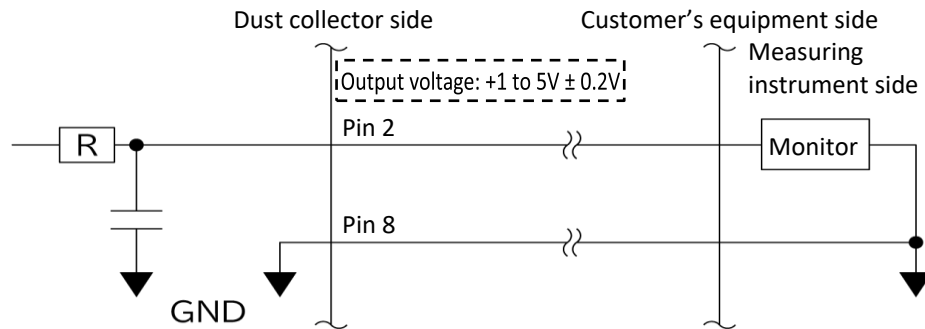 Dust collector side
Customer’s equipment side
Measuring
instrument side
Output voltage: +1 to 5V ± 0.2V
Pin 2
R
Monitor
Pin 8
GND